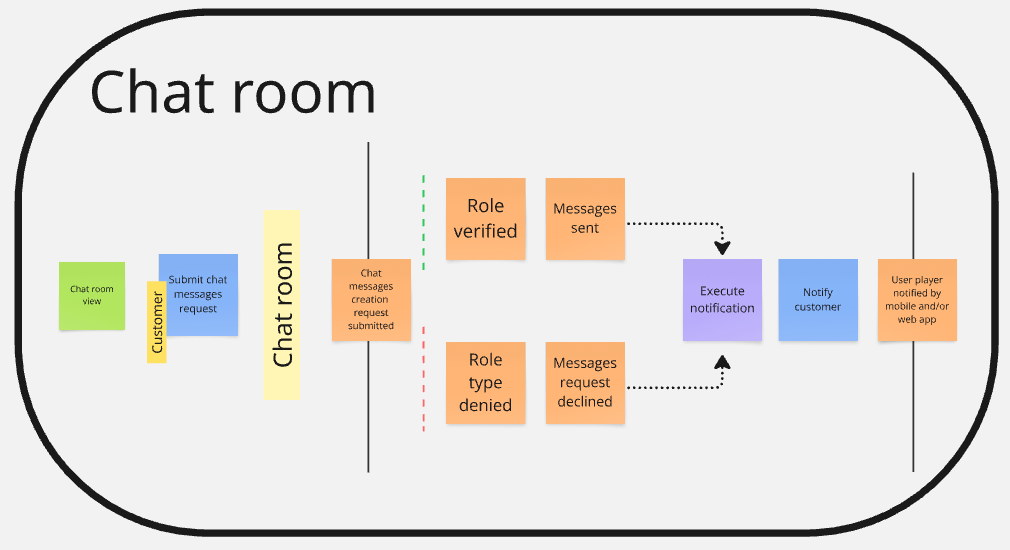 Chat room
Chat room
view
Customer
Submit chat
messages
request
Chat room
Chat
messages
creation
request
submitted
Role
verified
Messages
sent
Role
type
denied
Messages
request
declined
Execute
notification
Notify
customer
User player
notified by
mobile and/or
web app